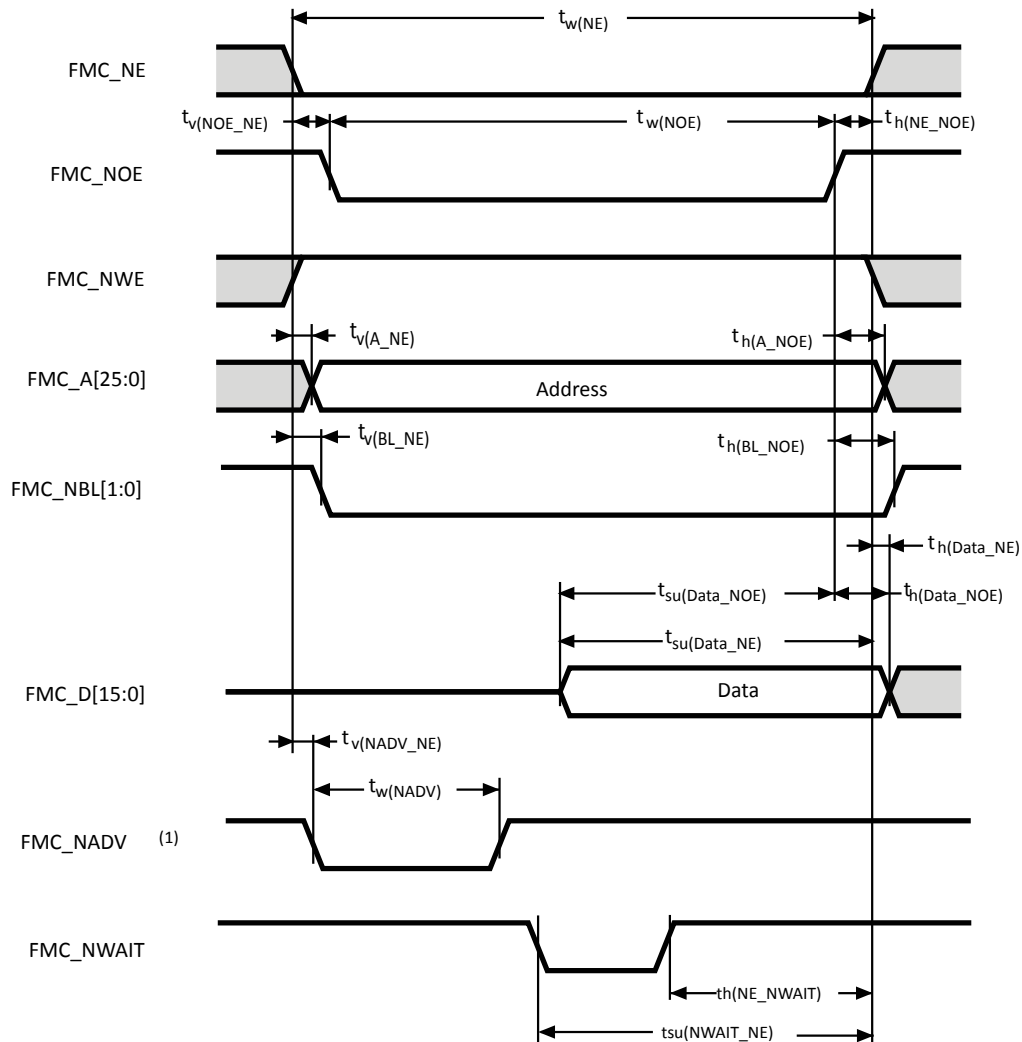 tw(NE)
FMC_NE
tv(NOE_NE)
tw(NOE)
th(NE_NOE)
FMC_NOE
FMC_NWE
tv(A_NE)
th(A_NOE)
FMC_A[25:0]
Address
tv(BL_NE)
th(BL_NOE)
FMC_NBL[1:0]
th(Data_NE)
tsu(Data_NOE)
th(Data_NOE)
tsu(Data_NE)
FMC_D[15:0]
Data
tv(NADV_NE)
tw(NADV)
FMC_NADV (1)
FMC_NWAIT
th(NE_NWAIT)
tsu(NWAIT_NE)